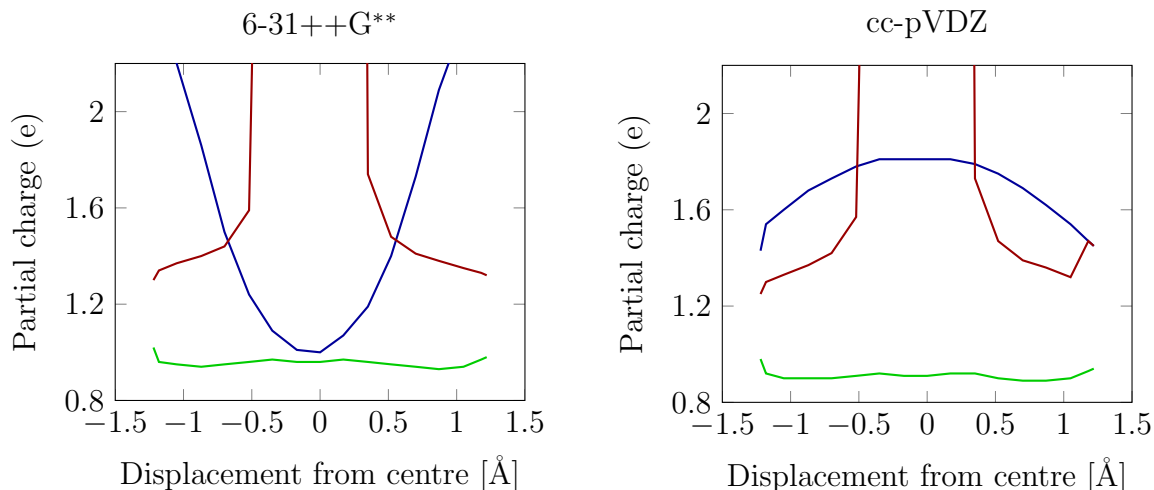 6-31++G**
2
1.6
1.2
0.8
−1.5 −1 −0.5 0 0.5 1 1.5
Partial charge (e)
Displacement from centre [Å]
cc-pVDZ
2
1.6
1.2
0.8
−1.5 −1 −0.5 0 0.5 1 1.5
Partial charge (e)
Displacement from centre [Å]